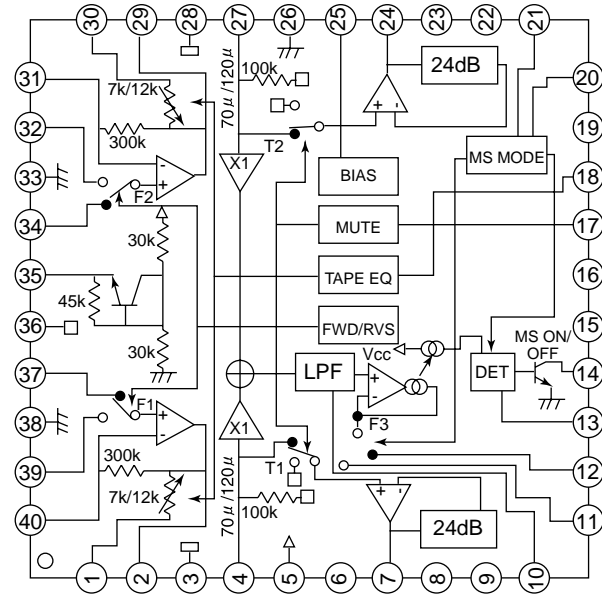 30 29 28 27 26 25 24 23 22 21
31
32
33
34
35
36
37
38
39
40
20
19
18
17
16
15
14
13
12
11
1 2 3 4 5 6 7 8 9 10
7k/12k
300k
-
+
F2
30k
45k
30k
F1
+
-
300k
7k/12k
70μ/120μ
100k
T2
X1
X1
70μ/120μ
100k
T1
+ -
24dB
MS MODE
BIAS
MUTE
TAPE EQ
FWD/RVS
Vcc
LPF
+
-
F3
DET
MS ON/
OFF
+ -
24dB